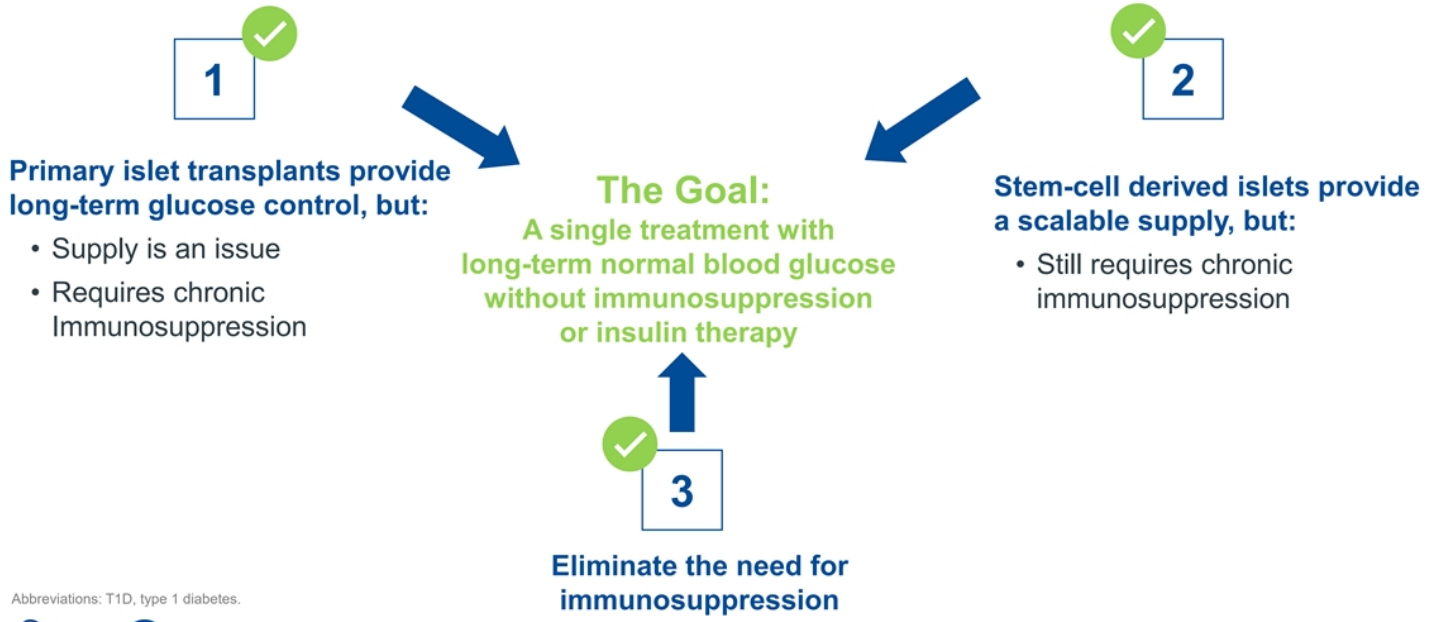 1
Primary islet transplants provide
long-term glucose control, but:
• Supply is an issue
• Requires chronic
Immunosuppression
The Goal:
A single treatment with
long-term normal blood glucose
without immunosuppression
or insulin therapy
2
Stem-cell derived islets provide
a scalable supply, but:
• Still requires chronic
immunosuppression
3
Eliminate the need for
immunosuppression
Abbreviations: T1D, type 1 diabetes.